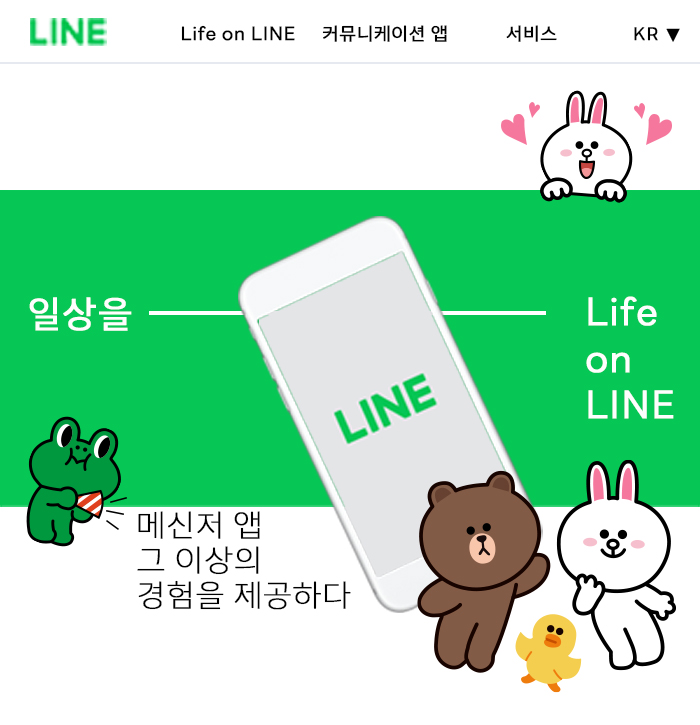 LINE
Life on LINE
커뮤니케이션 앱
서비스
KR ▼
일상을
Life
on
LINE
LINE
메신저 앱
그 이상의
경험을 제공하다